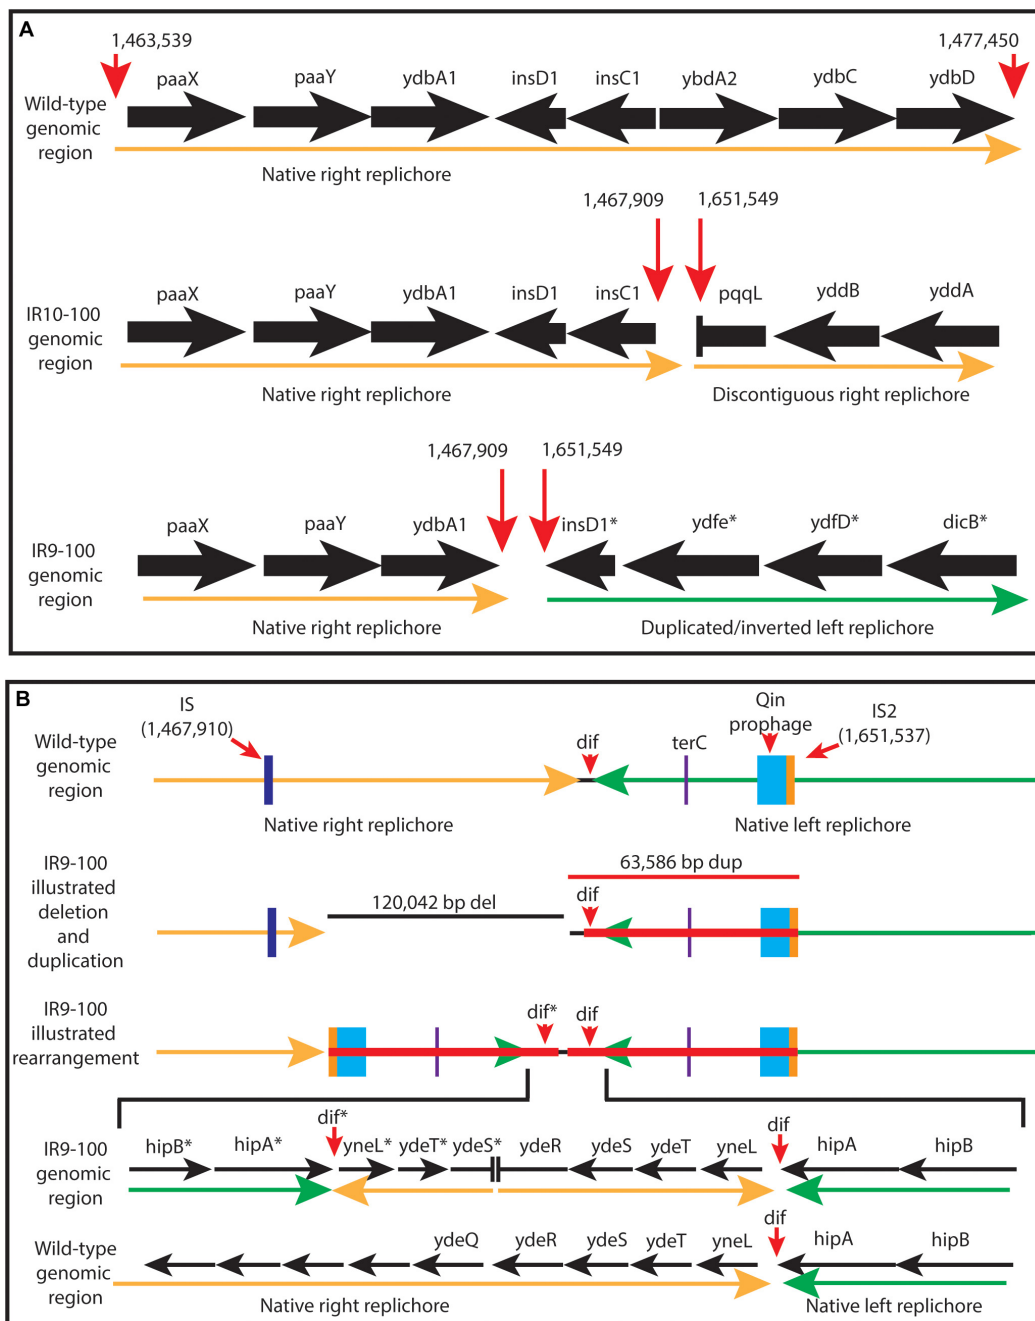 A
1,463,539
1,477,450
paaX paaY ydbA1 insD1 insC1 ybdA2 ydbC ydbD
Wild-type
genomic
region
Native right replichore
1,467,909 1,651,549
paaX paaY ydbA1 insD1 insC1 pqqL yddB yddA
IR10-100
genomic
region
Native right replichore
Discontiguous right replichore
1,467,909 1,651,549
paaX paaY ydbA1 insD1* ydfe* ydfD* dicB*
IR9-100
genomic
region
Native right replichore
Duplicated/inverted left replichore
B
IS
(1,467,910)
Qin
prophage
IS2
(1,651,537)
Wild-type
genomic
region
dif
terC
Native right replichore
Native left replichore
IR9-100
illustrated
deletion
and
duplication
120,042 bp del
63,586 bp dup
dif
IR9-100
illustrated
rearrangement
dif* dif
dif* dif
hipB* hipA* yneL* ydeT* ydeS* ydeR ydeS ydeT yneL hipA hipB
IR9-100
genomic
region
dif
ydeQ ydeR ydeS ydeT yneL hipA hipB
Wild-type
genomic
region
Native right replichore
Native left replichore